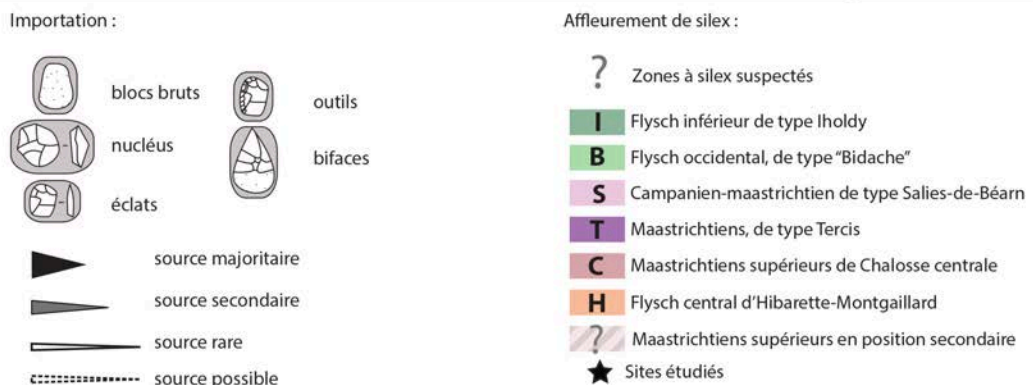 Importation :
blocs bruts
nucléus
éclats
outils
bifaces
source majoritaire
source secondaire
source rare
source possible
Affleurement de silex :
? Zones à silex suspectés
I Flysch inférieur de type Iholdy
B Flysch occidental, de type "Bidache"
S Campanien-maastrichtien de type Salies-de-Béarn
T Maastrichtiens, de type Tercis
C Maastrichtiens supérieurs de Chalosse centrale
H Flysch central d'Hibarette-Montgaillard
? Maastrichtiens supérieurs en position secondaire
Sites étudiés